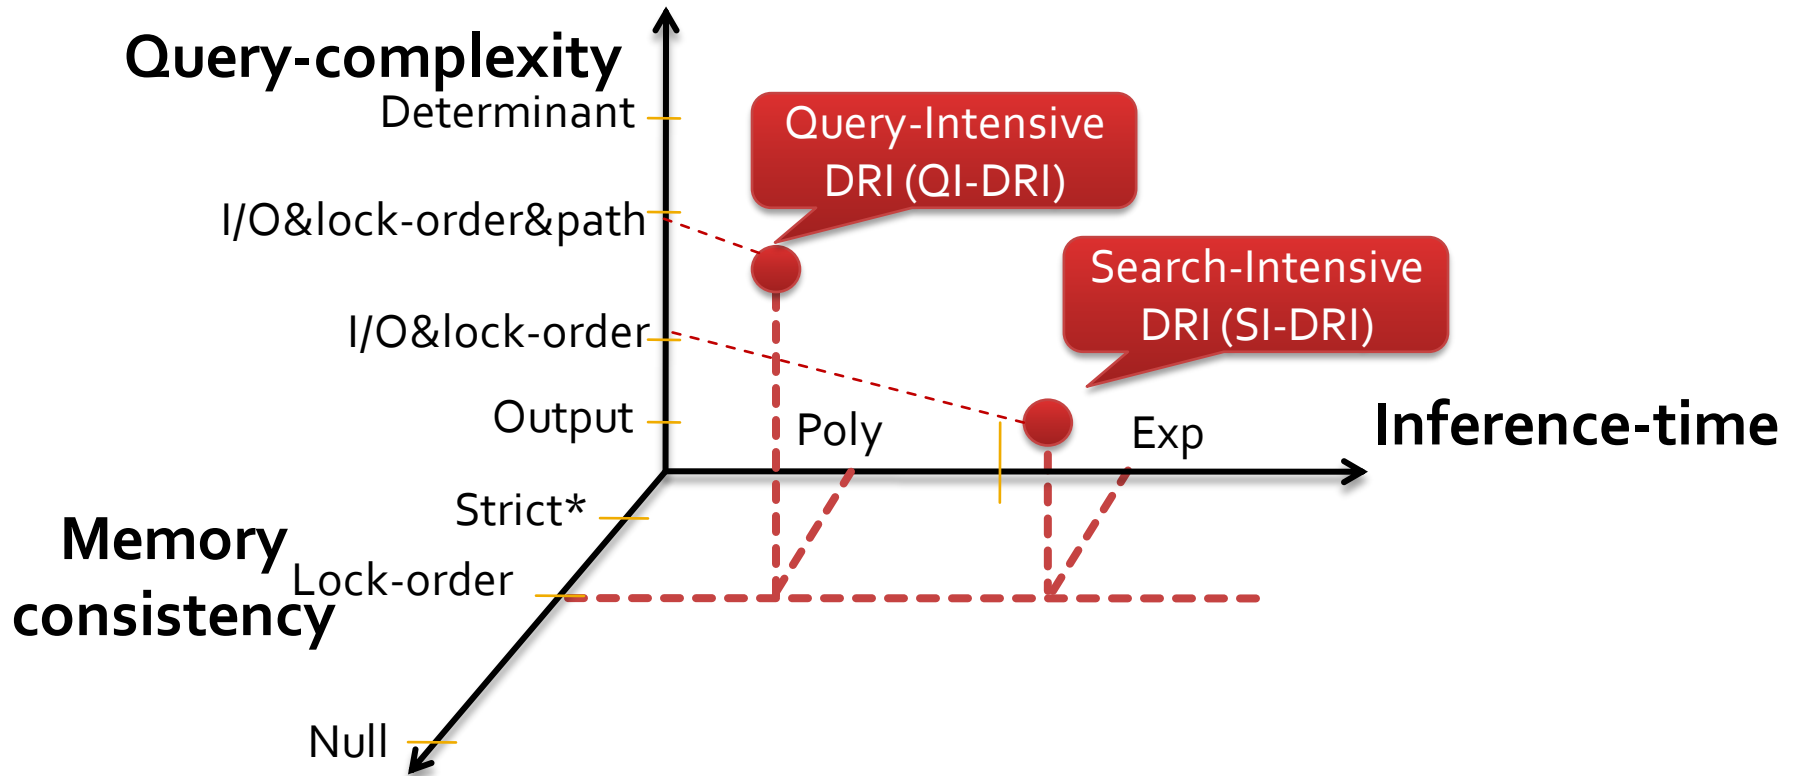 Query-complexity
Determinant
I/O&lock-order&path
I/O&lock-order
Output
Query-Intensive
DRI (QI-DRI)
Search-Intensive
DRI (SI-DRI)
Poly
Exp
Inference-time
Strict*
Lock-order
Null
Memory
consistency